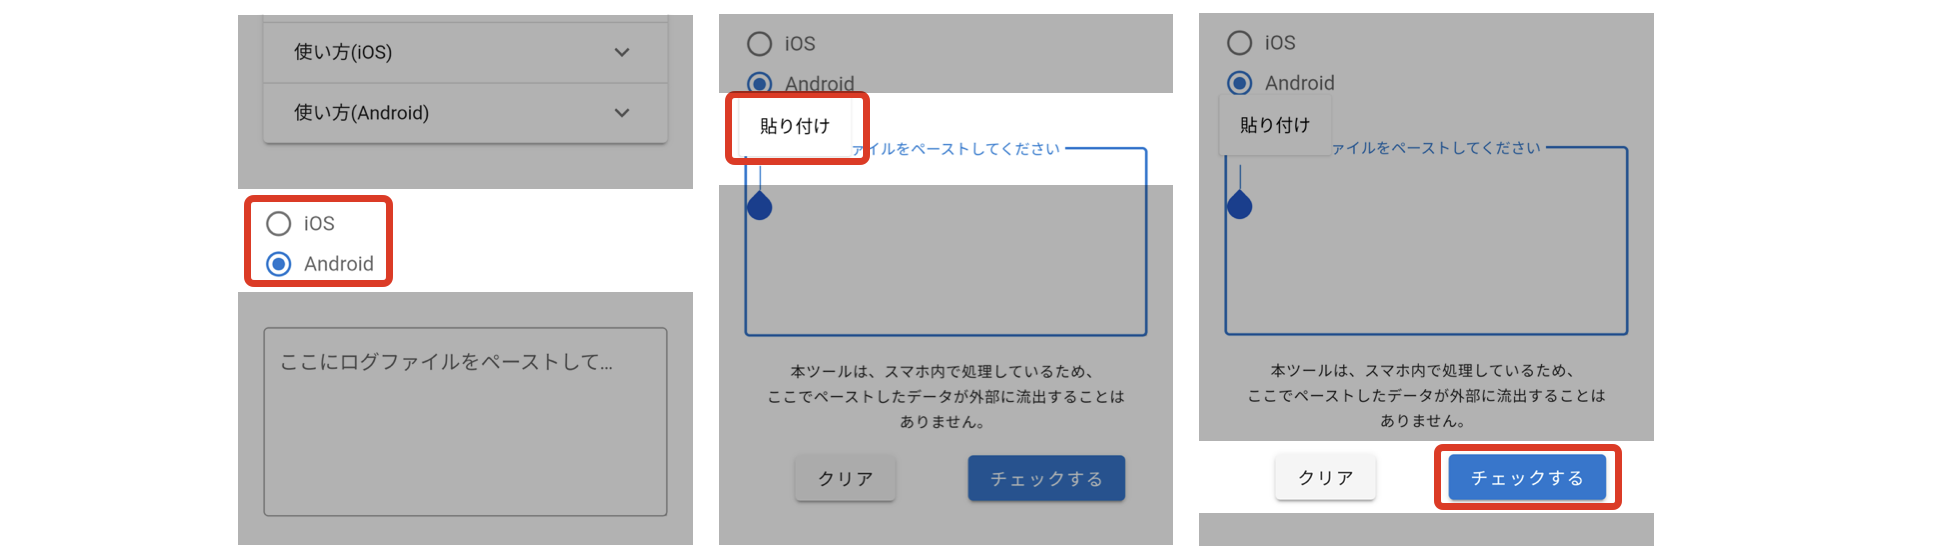 使い方(iOS)
使い方(Android)
iOS
Android
ここにログファイルをペーストして...
iOS
Android
貼り付け
ァイルをペーストしてください
本ツールは、スマホ内で処理しているため、
ここでペーストしたデータが外部に流出することは
ありません。
クリア
チェックする
iOS
Android
貼り付け
ァイルをペーストしてください
本ツールは、スマホ内で処理しているため、
ここでペーストしたデータが外部に流出することは
ありません。
クリア
チェックする